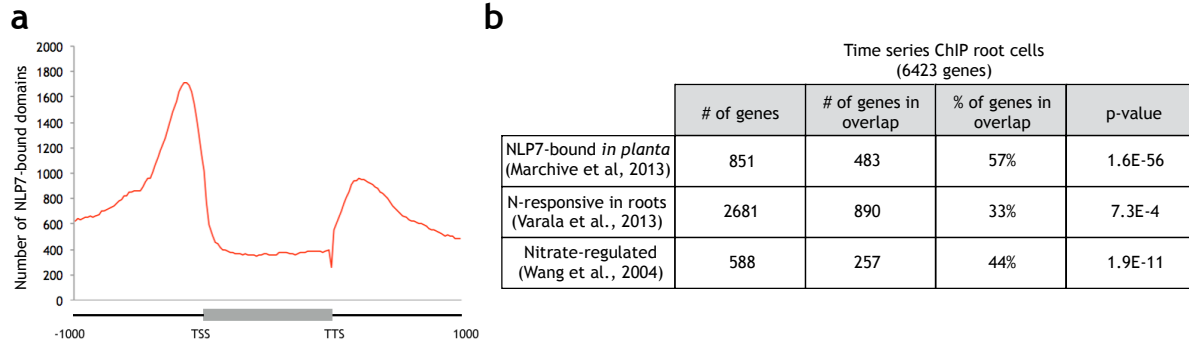 a
Number of NLP7-bound domains
2000
1800
1600
1400
1200
1000
800
600
400
200
0
-1000 TSS TTS 1000
b
Time series ChIP root cells
(6423 genes)
# of genes
# of genes in
overlap
% of genes in
overlap
p-value
NLP7-bound in planta
(Marchive et al, 2013)
851 483 57% 1.6E-56
N-responsive in roots
(Varala et al., 2013)
2681 890 33% 7.3E-4
Nitrate-regulated
(Wang et al., 2004)
588 257 44% 1.9E-11